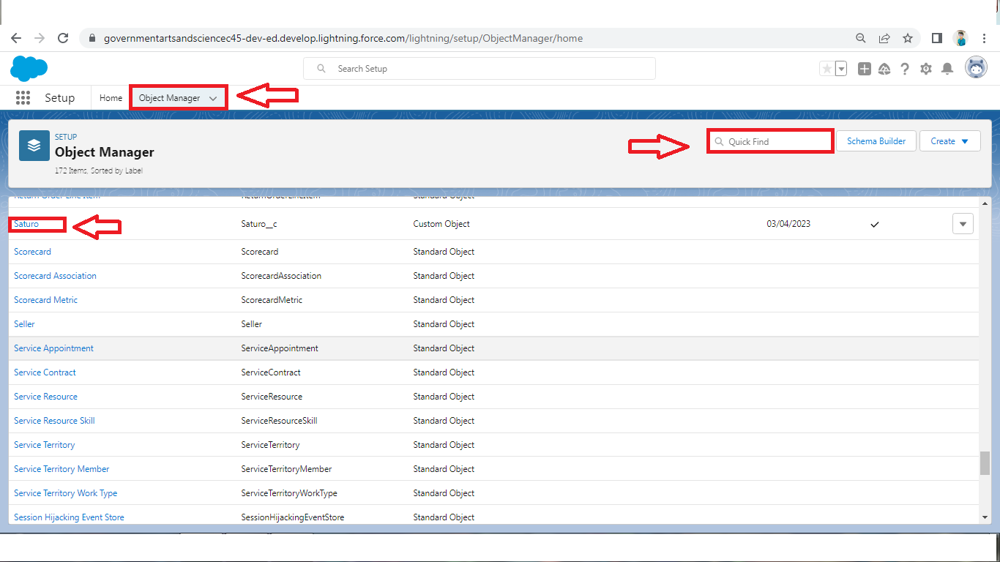 governmentartsandsciencec45-dev-ed.develop.lightning.force.com/lightning/setup/ObjectManager/home
Search Setup
Setup Home Object Manager
SETUP
Object Manager
172 Items, Sorted by Label
Quick Find Schema Builder Create
Return Order Line Item ReturnOrderLineItem Standard Object
Saturo Saturo__c Custom Object 03/04/2023
Scorecard Scorecard Standard Object
Scorecard Association ScorecardAssociation Standard Object
Scorecard Metric ScorecardMetric Standard Object
Seller Seller Standard Object
Service Appointment ServiceAppointment Standard Object
Service Contract ServiceContract Standard Object
Service Resource ServiceResource Standard Object
Service Resource Skill ServiceResourceSkill Standard Object
Service Territory ServiceTerritory Standard Object
Service Territory Member ServiceTerritoryMember Standard Object
Service Territory Work Type ServiceTerritoryWorkType Standard Object
Session Hijacking Event Store SessionHijackingEventStore Standard Object